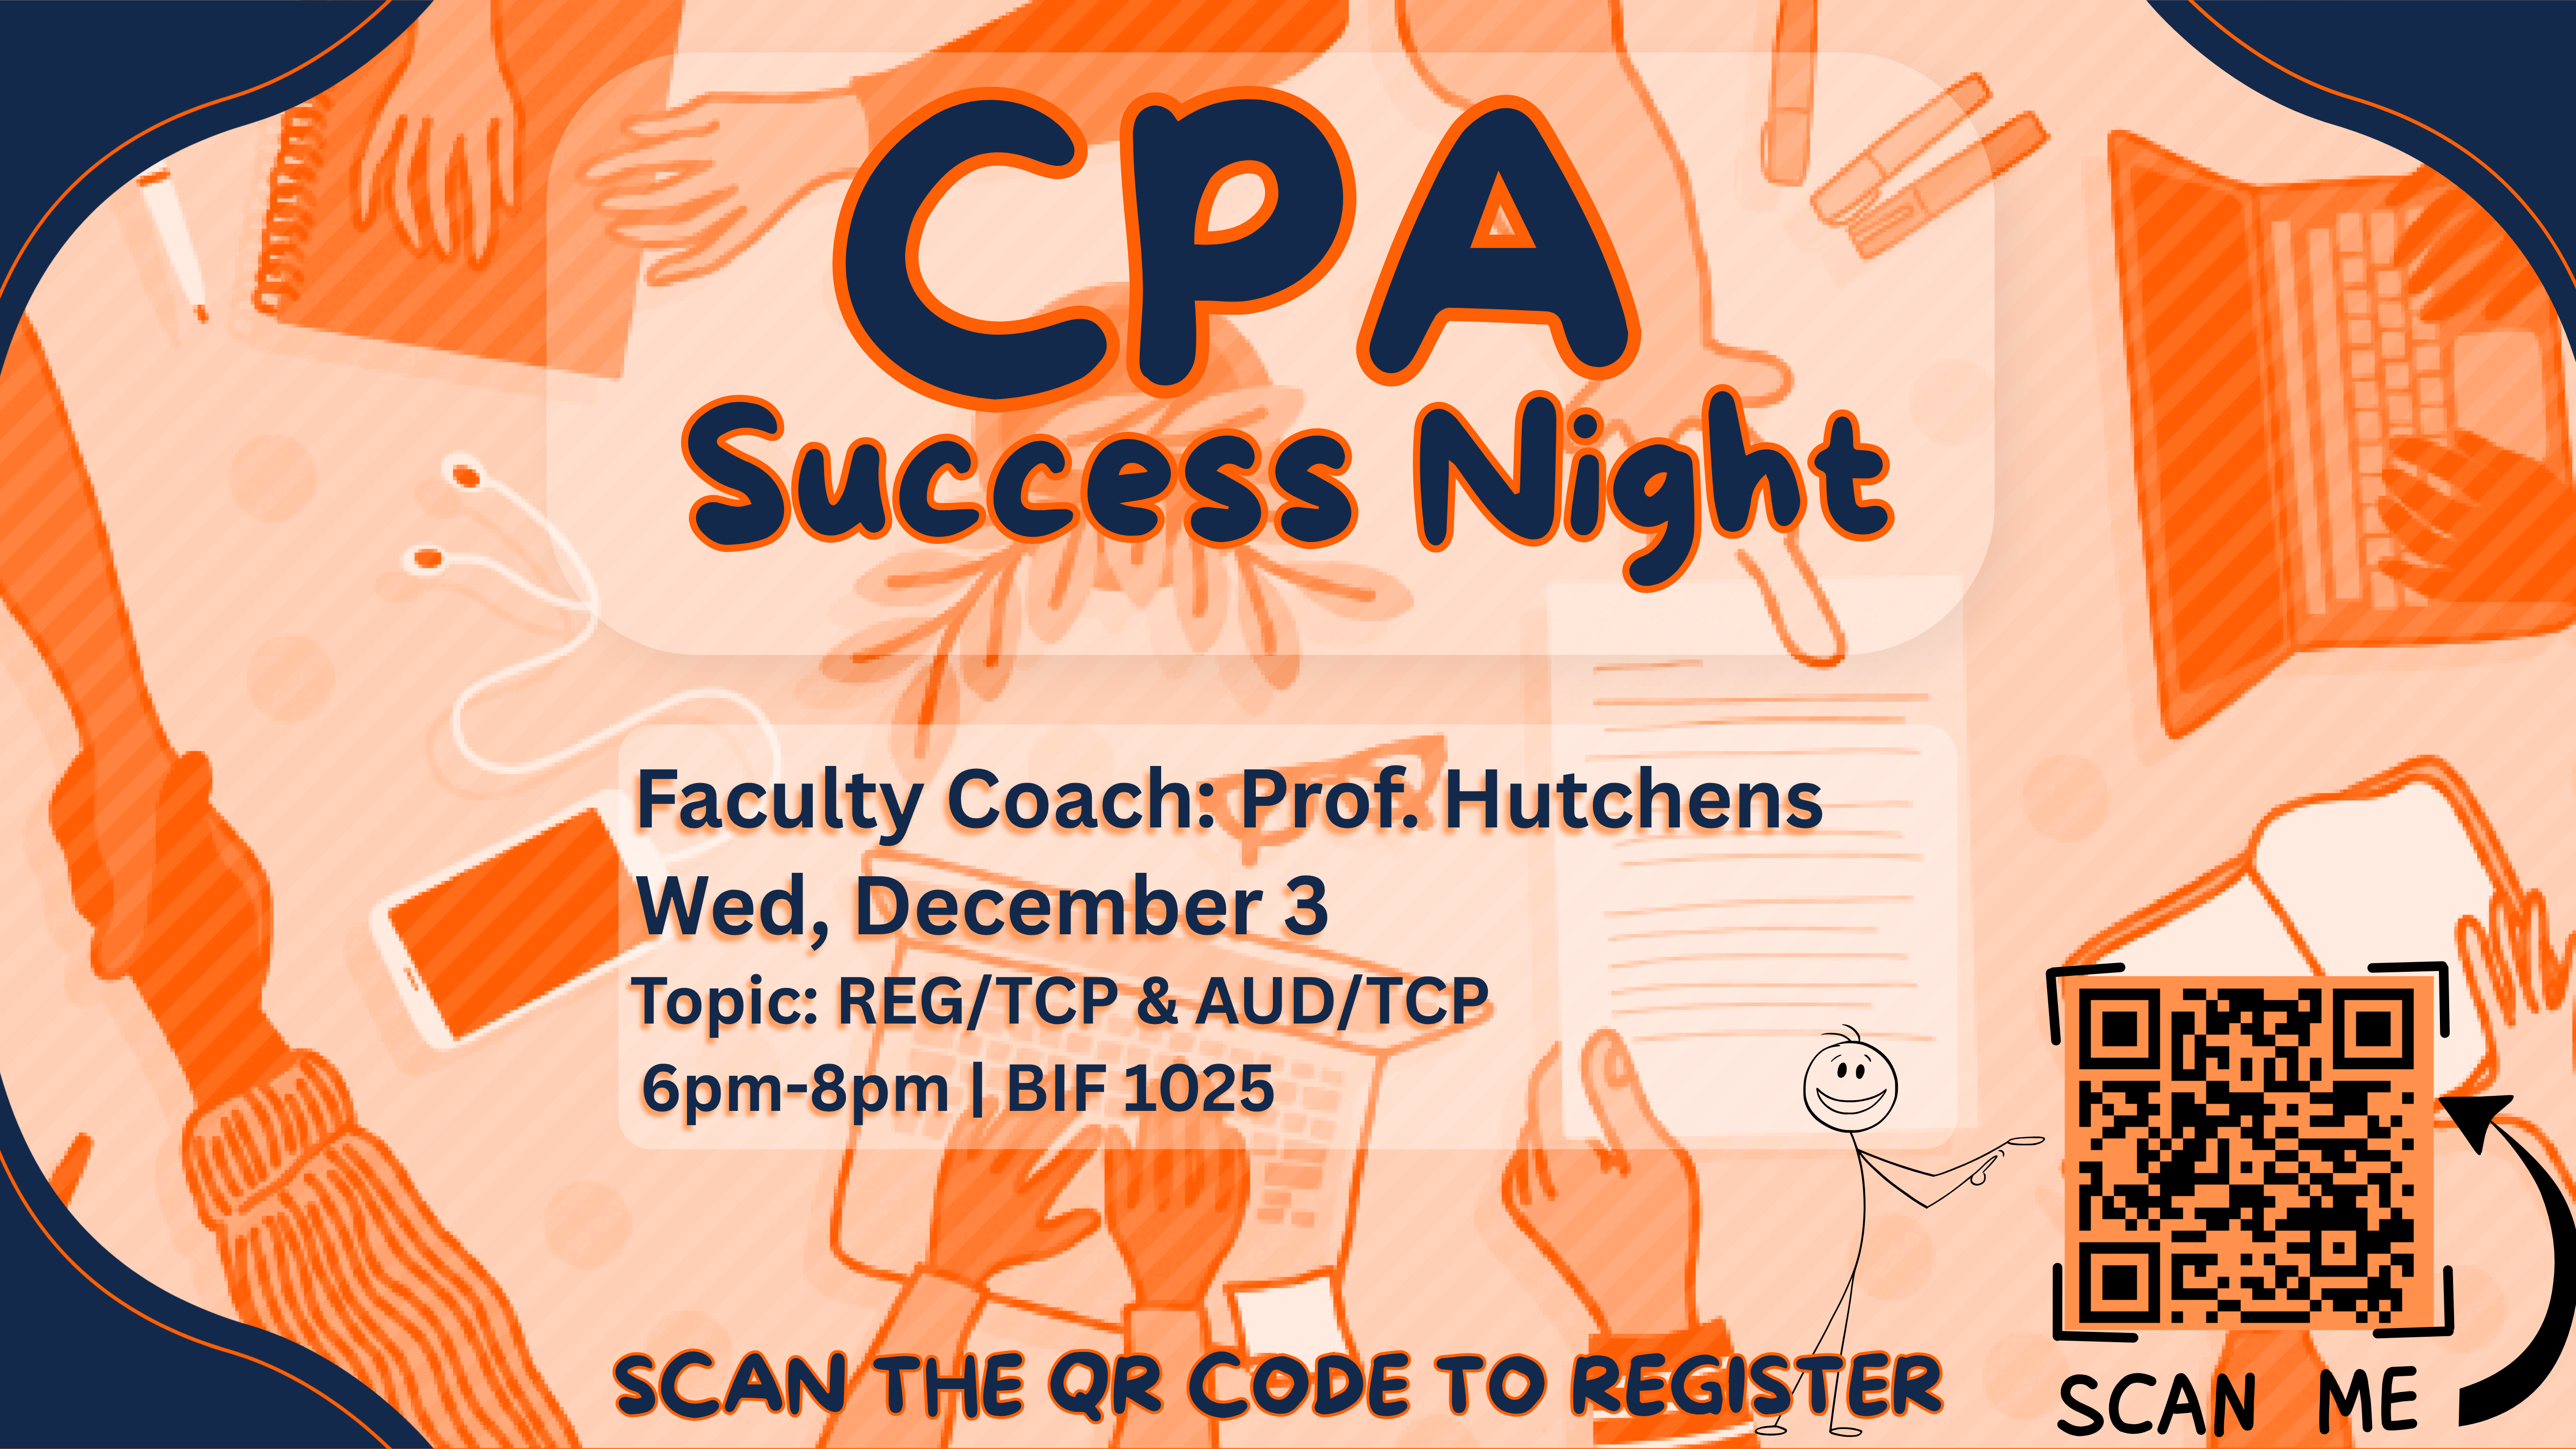 CPA
Success Night
Faculty Coach: Prof. Hutchens
Wed, December 3
Topic: REG/TCP & AUD/TCP
6pm-8pm | BIF 1025
SCAN THE QR CODE TO REGISTER
SCAN ME